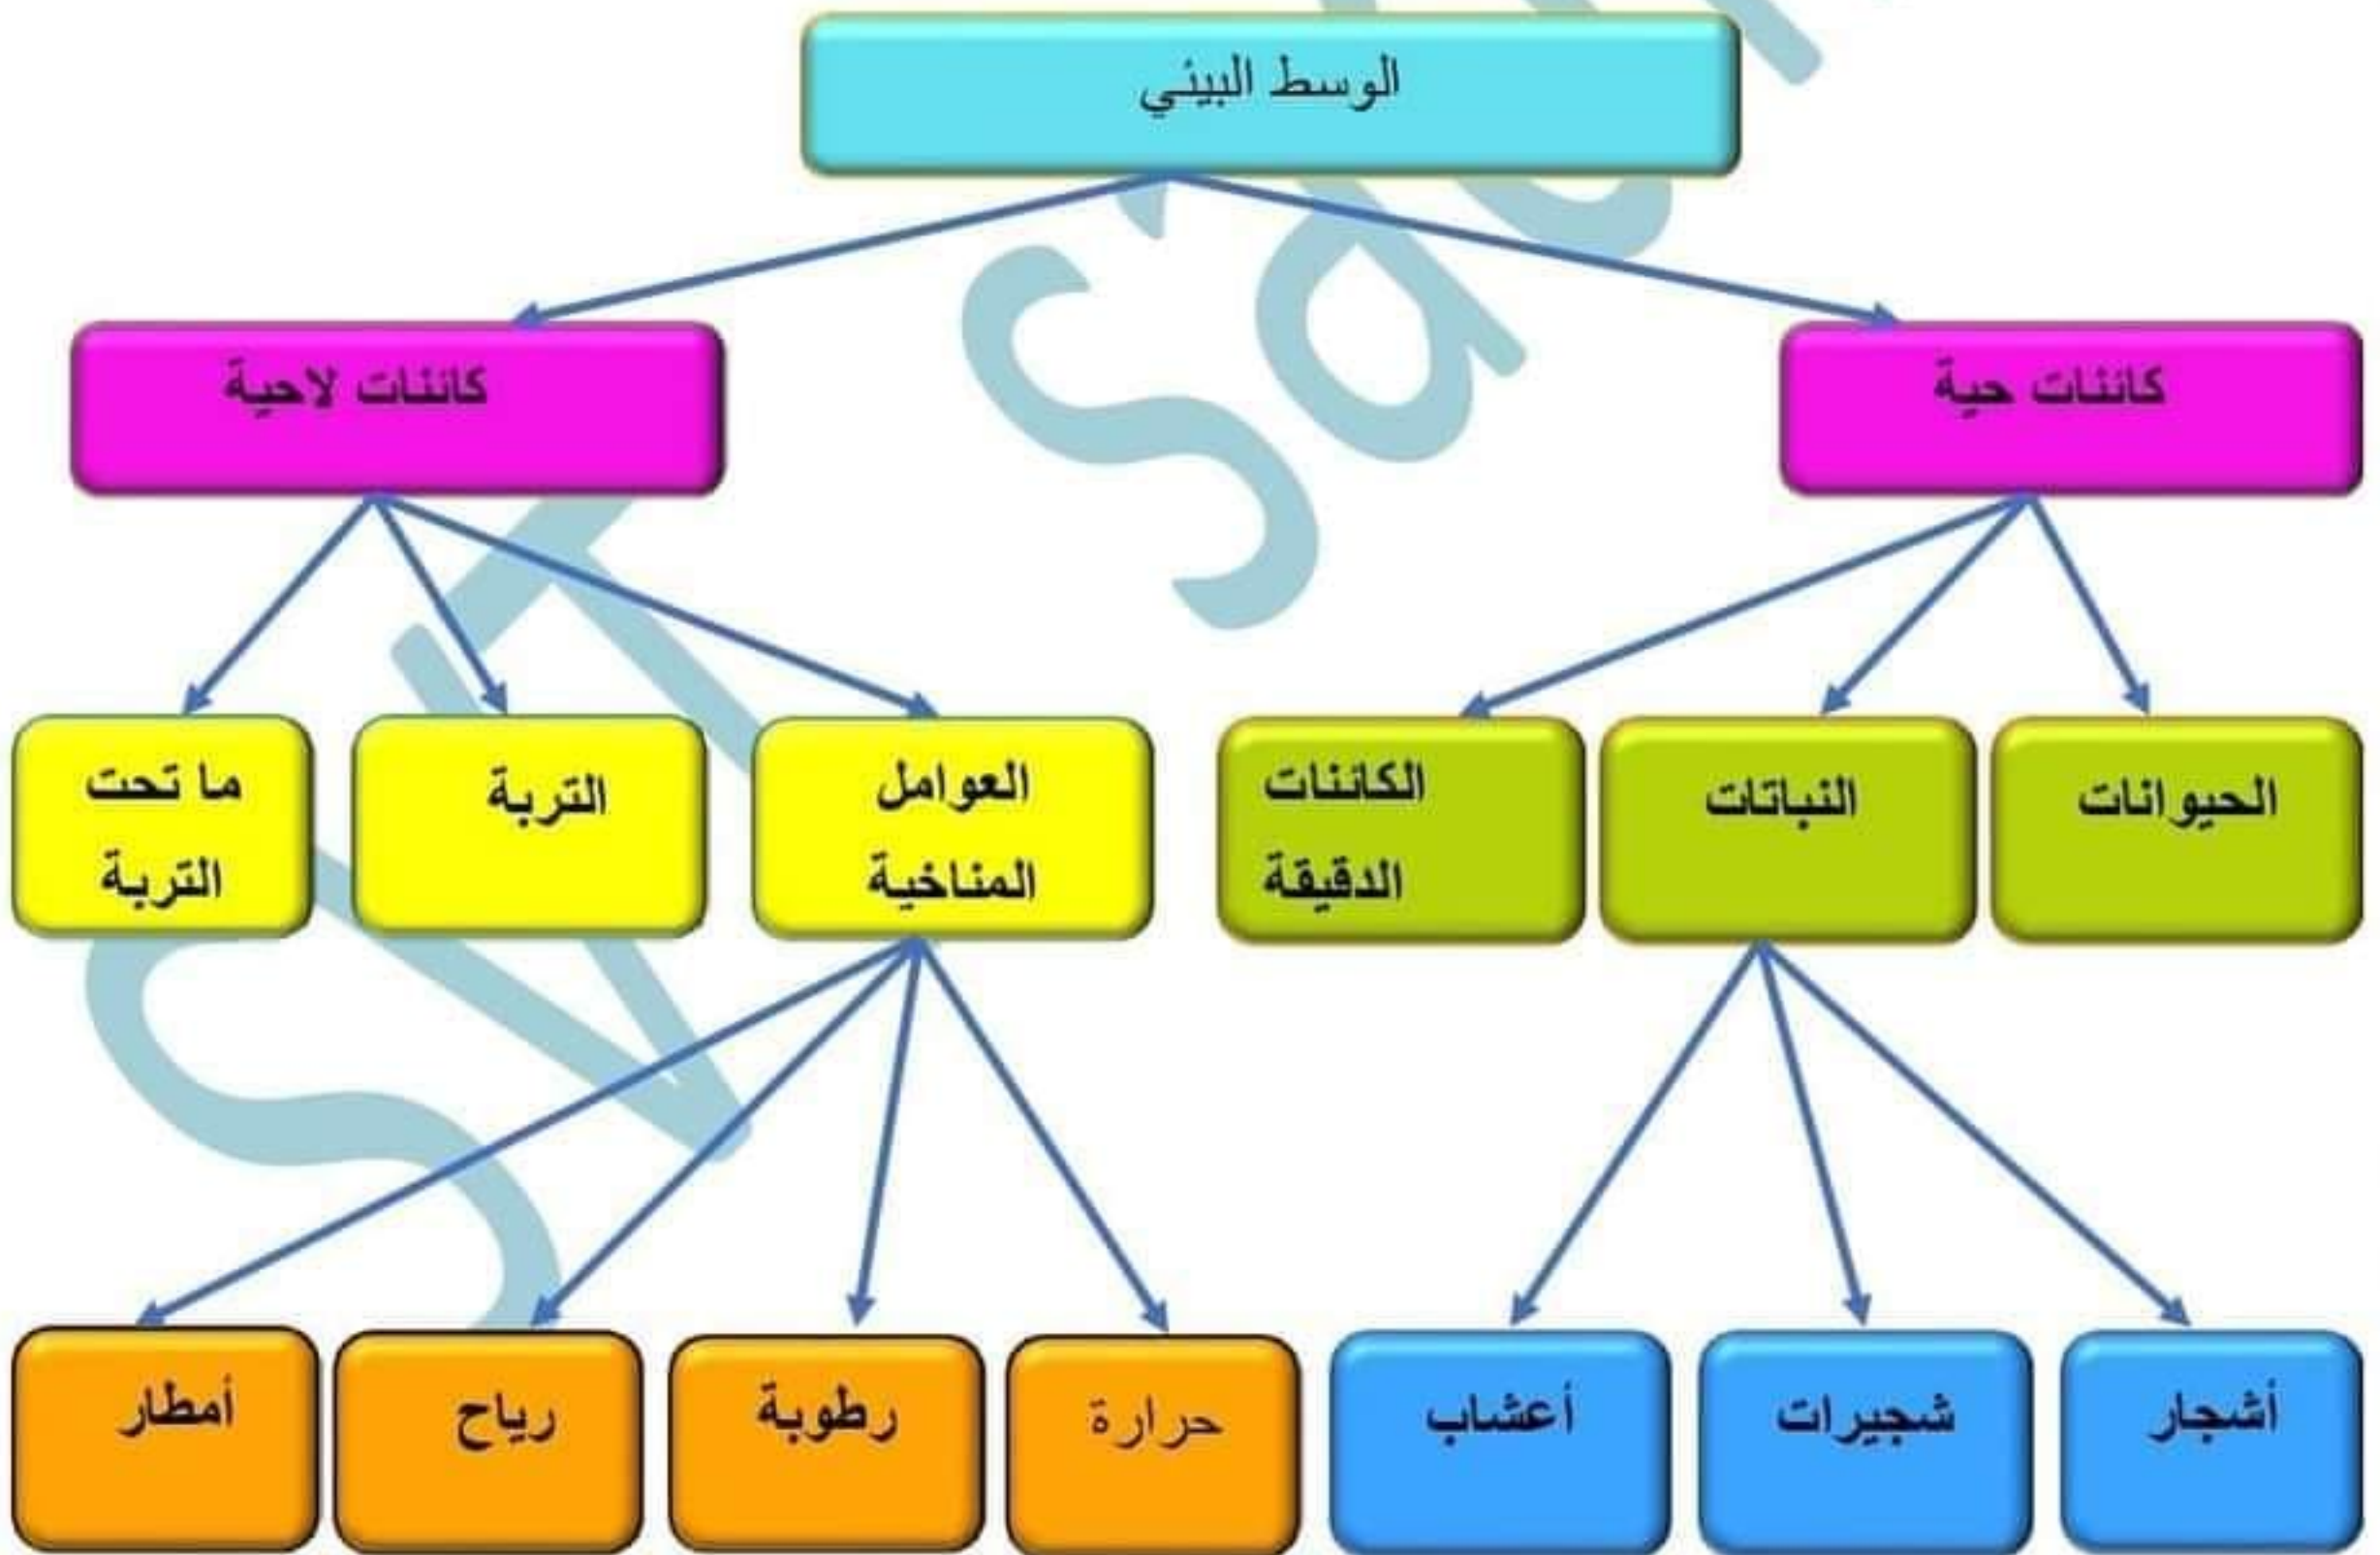 الوسط البيئي
كائنات حية
كائنات لاحية
الحيوانات
النباتات
الكائنات
الدقيقة
العوامل
المناخية
التربة
ما تحت
التربة
أشجار
شجيرات
أعشاب
حرارة
رطوبة
رياح
أمطار